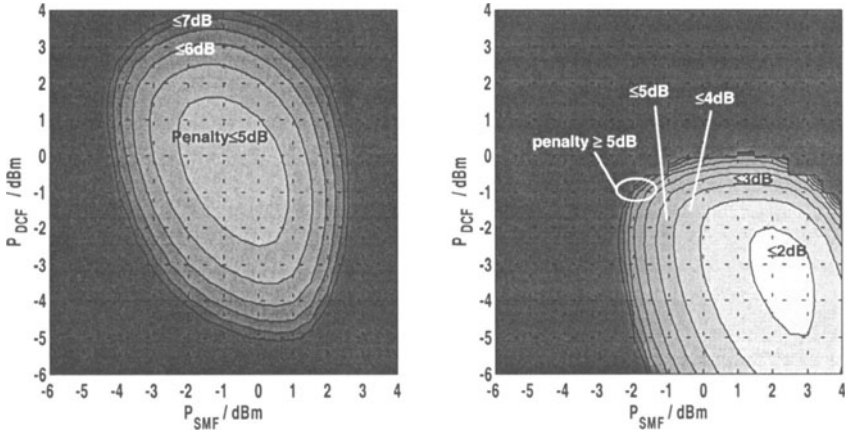 4
3
2
1
0
-1
-2
-3
-4
-5
-6
P_DCF / dBm
≤7dB
≤6dB
Penalty≤5dB
-6 -5 -4 -3 -2 -1 0 1 2 3 4
P_SMF / dBm
4
3
2
1
0
-1
-2
-3
-4
-5
-6
P_DCF / dBm
≤5dB
≤4dB
penalty ≥ 5dB
≤3dB
≤2dB
-6 -5 -4 -3 -2 -1 0 1 2 3 4
P_SMF / dBm